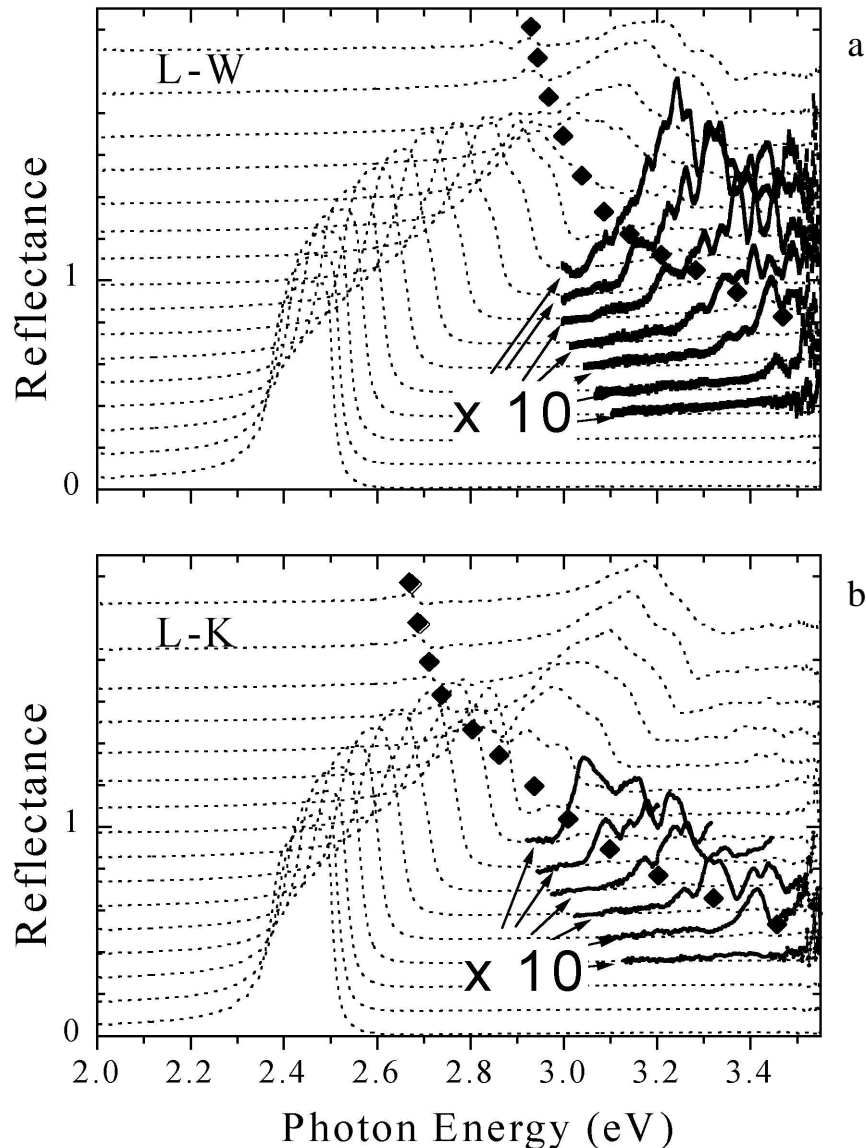 a
L-W
Reflectance
1
x 10
0
b
L-K
Reflectance
1
x 10
0
2.0 2.2 2.4 2.6 2.8 3.0 3.2 3.4
Photon Energy (eV)